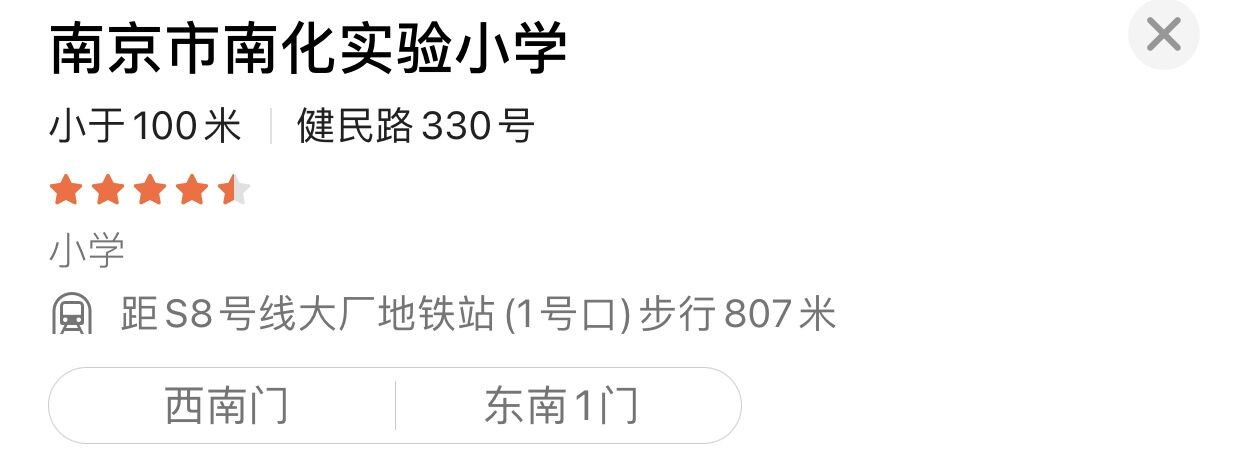 南京市南化实验小学
小于100米 健民路330号
小学
距S8号线大厂地铁站(1号口)步行807米
西南门 东南1门